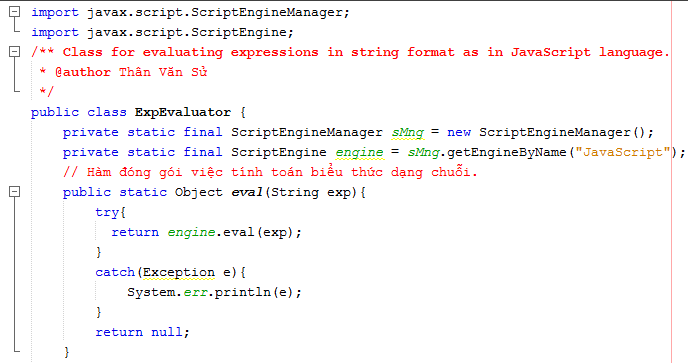 import javax.script.ScriptEngineManager;
import javax.script.ScriptEngine;
/** Class for evaluating expressions in string format as in JavaScript language.
 * @author Thân Văn Sử
 */
public class ExpEvaluator {
    private static final ScriptEngineManager sMng = new ScriptEngineManager();
    private static final ScriptEngine engine = sMng.getEngineByName("JavaScript");
    // Hàm đóng gói việc tính toán biểu thức dạng chuỗi.
    public static Object eval(String exp){
        try{
          return engine.eval(exp);
        }
        catch(Exception e){
            System.err.println(e);
        }
        return null;
    }